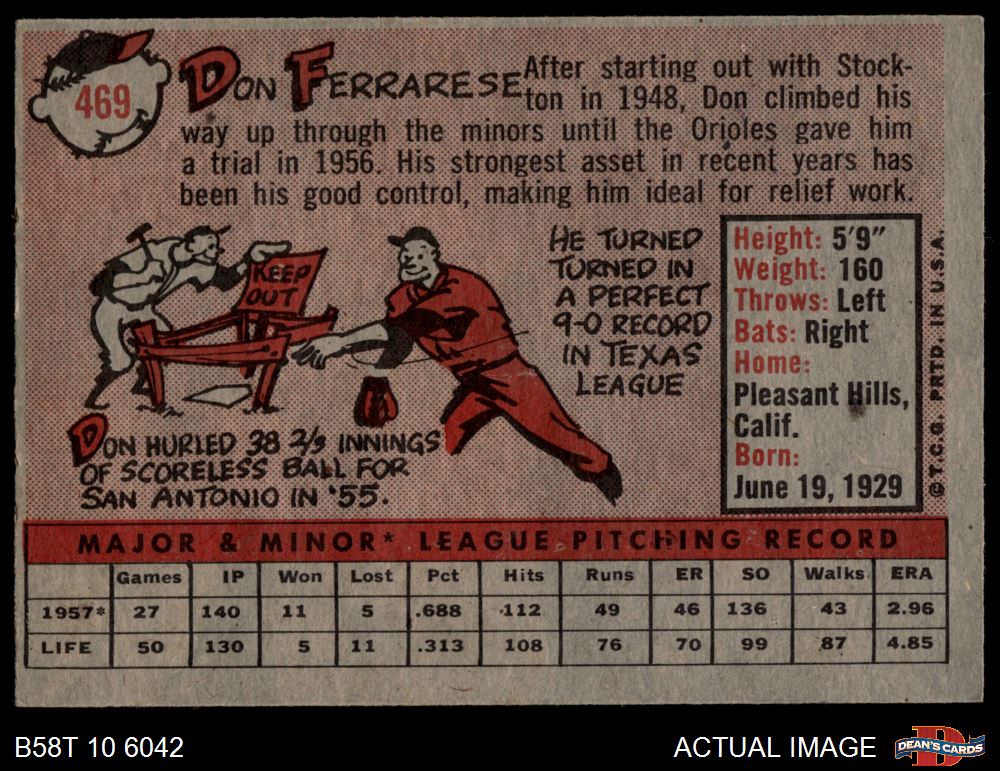 469
DON FERRARESE
After starting out with Stock-
ton in 1948, Don climbed his
way up through the minors until the Orioles gave him
a trial in 1956. His strongest asset in recent years has
been his good control, making him ideal for relief work.
KEEP
OUT
HE TURNED
TURNED IN
A PERFECT
9-0 RECORD
IN TEXAS
LEAGUE
DON HURLED 38 2/3 INNINGS
OF SCORELESS BALL FOR
SAN ANTONIO IN '55.
Height: 5'9"
Weight: 160
Throws: Left
Bats: Right
Home:
Pleasant Hills,
Calif.
Born:
June 19, 1929
© T.C.G. PRTD. IN U.S.A.
MAJOR & MINOR* LEAGUE PITCHING RECORD
Games IP Won Lost Pct Hits Runs ER SO Walks ERA
1957* 27 140 11 5 .688 112 49 46 136 43 2.96
LIFE 50 130 5 11 .313 108 76 70 99 87 4.85
B58T 10 6042
ACTUAL IMAGE
D
DEAN'S CARDS